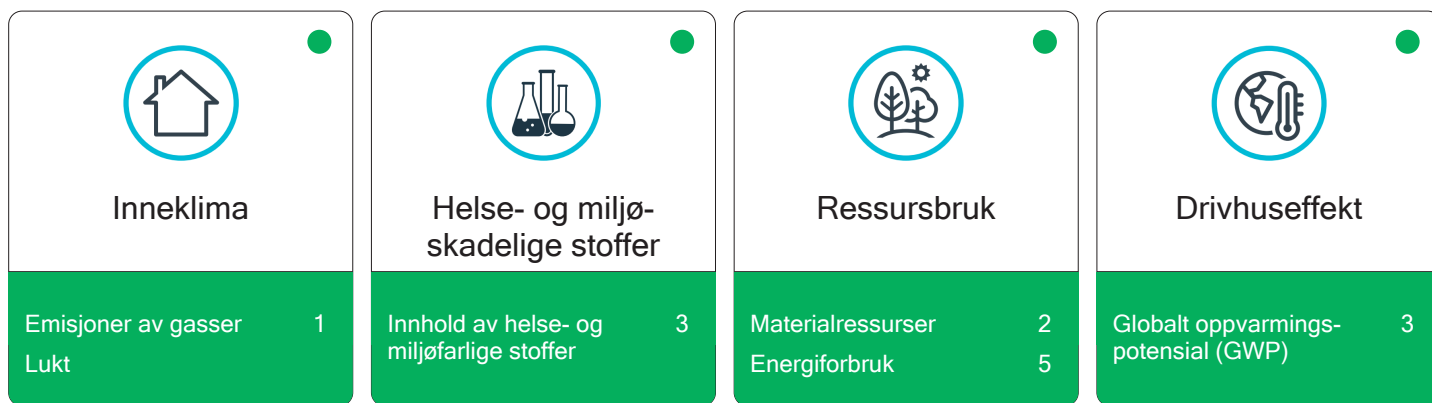 Inneklima
Emisjoner av gasser 1
Lukt
Helse- og miljø-
skadelige stoffer
Innhold av helse- og 3
miljøfarlige stoffer
Ressursbruk
Materialressurser 2
Energiforbruk 5
Drivhuseffekt
Globalt oppvarmings- 3
potensial (GWP)